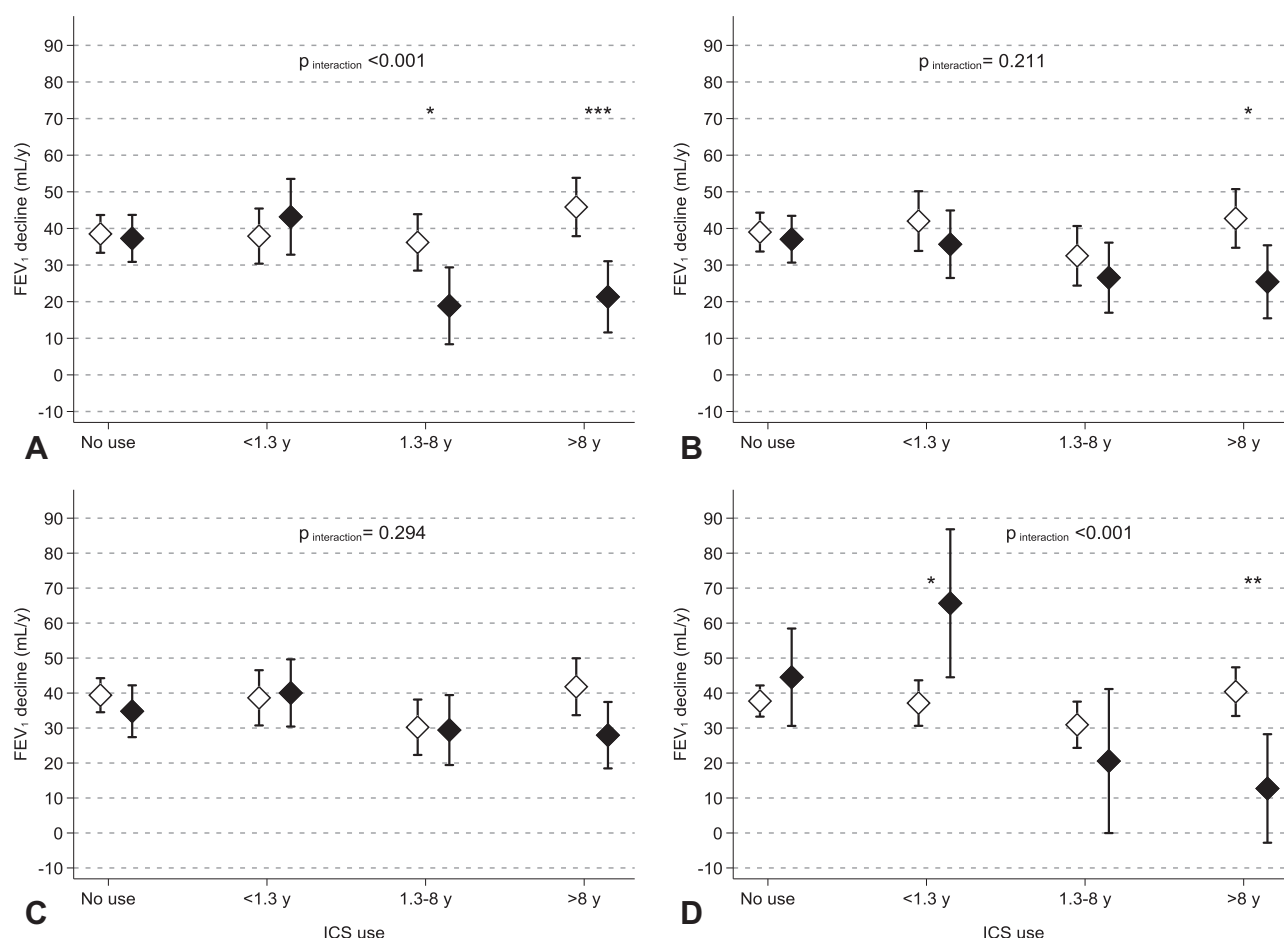 90
80
70
60
50
40
30
20
10
0
-10
FEV1 decline (mL/y)
p interaction <0.001
*
***
No use
<1.3 y
1.3-8 y
>8 y
A
90
80
70
60
50
40
30
20
10
0
-10
FEV1 decline (mL/y)
p interaction= 0.211
*
No use
<1.3 y
1.3-8 y
>8 y
B
90
80
70
60
50
40
30
20
10
0
-10
FEV1 decline (mL/y)
p interaction= 0.294
No use
<1.3 y
1.3-8 y
>8 y
C
ICS use
90
80
70
60
50
40
30
20
10
0
-10
FEV1 decline (mL/y)
p interaction <0.001
*
**
No use
<1.3 y
1.3-8 y
>8 y
D
ICS use